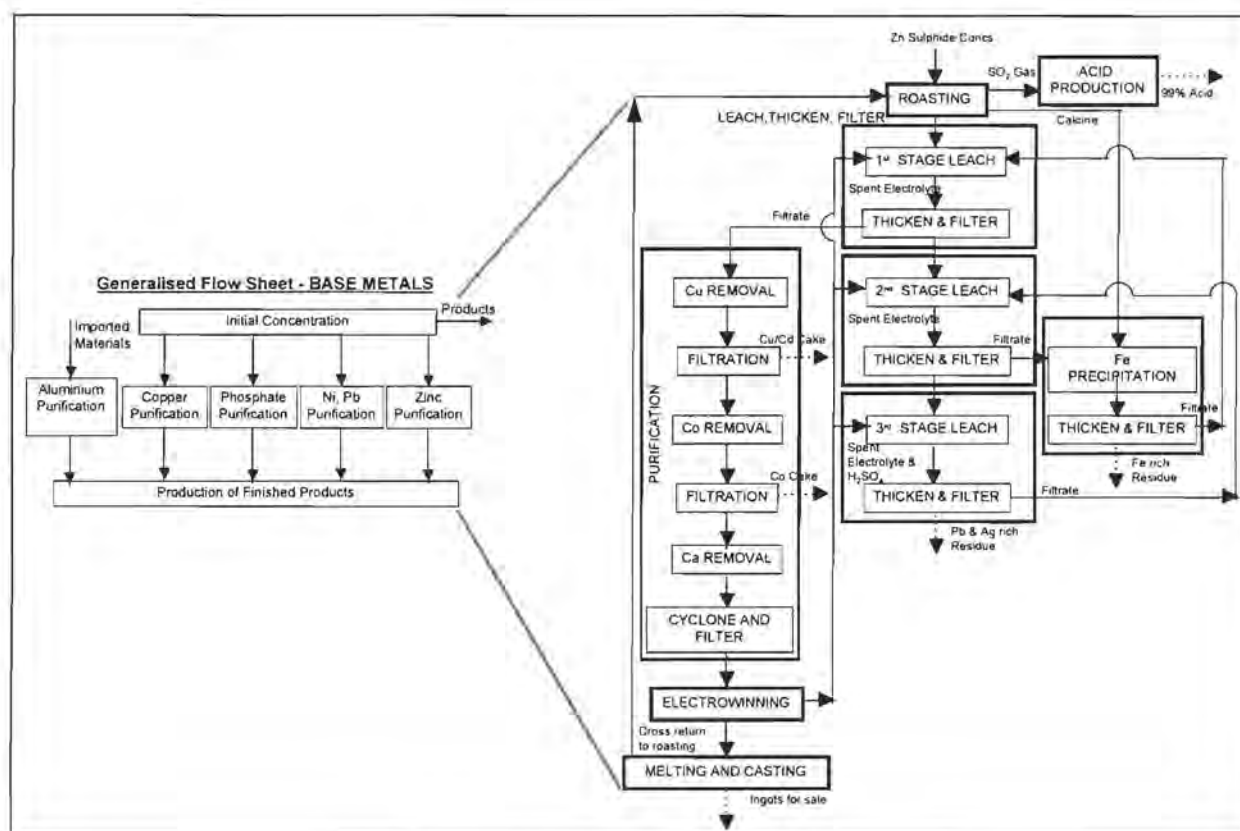 Generalised Flow Sheet - BASE METALS
Imported
Materials
Initial Concentration
Products
Aluminium
Purification
Copper
Purification
Phosphate
Purification
Ni, Pb
Purification
Zinc
Purification
Production of Finished Products
Zn Sulphide Concs
ROASTING
SO₂ Gas
ACID
PRODUCTION
99% Acid
Calcine
LEACH,THICKEN, FILTER
1st STAGE LEACH
Spent Electrolyte
THICKEN & FILTER
Filtrate
2nd STAGE LEACH
Spent Electrolyte
THICKEN & FILTER
Filtrate
Fe
PRECIPITATION
THICKEN & FILTER
Filtrate
Fe rich
Residue
3rd STAGE LEACH
Spent
Electrolyte &
H₂SO₄
THICKEN & FILTER
Filtrate
Pb & Ag rich
Residue
PURIFICATION
Cu REMOVAL
FILTRATION
Cu/Cd Cake
Co REMOVAL
FILTRATION
Co Cake
Ca REMOVAL
CYCLONE AND
FILTER
ELECTROWINNING
Cross return
to roasting
MELTING AND CASTING
Ingots for sale